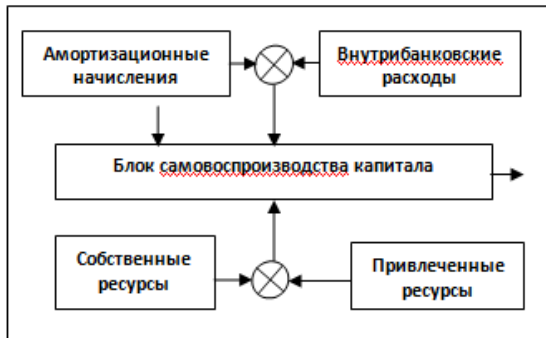 Амортизационные
начисления
Внутрибанковские
расходы
Блок самовоспроизводства капитала
Собственные
ресурсы
Привлеченные
ресурсы